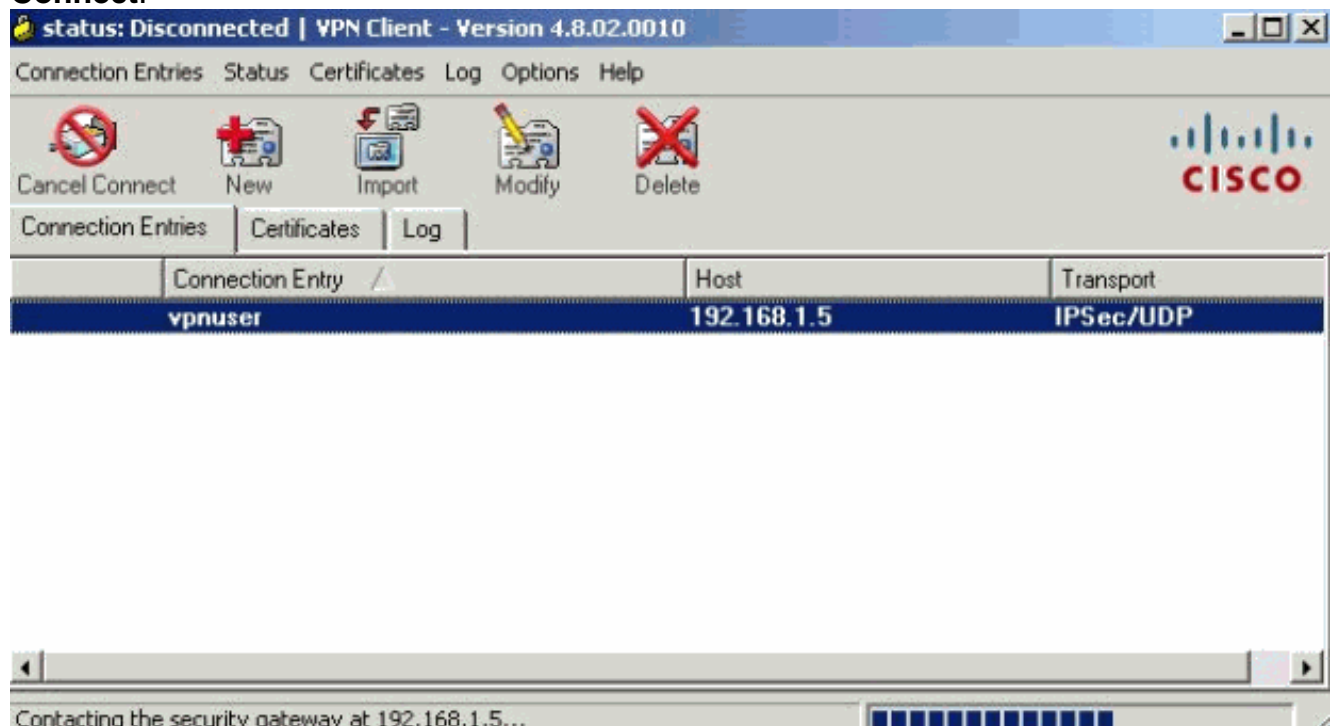 Connect.
status: Disconnected | VPN Client - Version 4.8.02.0010
Connection Entries Status Certificates Log Options Help
Cancel Connect New Import Modify Delete
CISCO
Connection Entries Certificates Log
Connection Entry Host Transport
vpnuser 192.168.1.5 IPSec/UDP
Contacting the security gateway at 192.168.1.5...